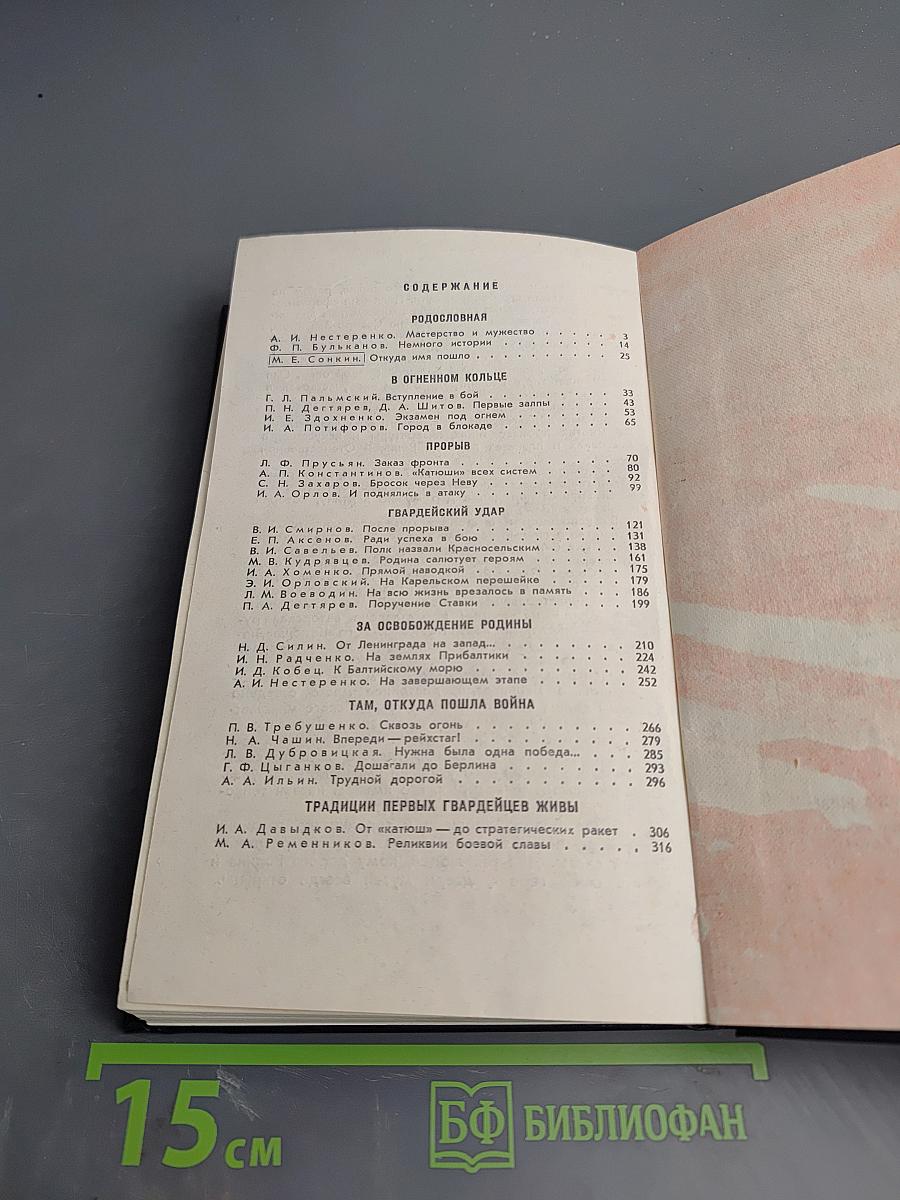 СОДЕРЖАНИЕ
РОДОСЛОВНАЯ
А. И. Нестеренко. Мастерство и мужество . . . . . . 3
Ф. П. Бульканов. Немного истории . . . . . . . . 14
М. Е. Сонкин. Откуда имя пошло . . . . . . . . . . 25
В ОГНЕННОМ КОЛЬЦЕ
Г. Л. Пальмский. Вступление в бой . . . . . . . . . 33
П. Н. Дегтярев, Д. А. Шитов. Первые залпы . . . . . 43
И. Е. Здохненко. Экзамен под огнем . . . . . . . 53
И. А. Потифоров. Город в блокаде . . . . . . . . 65
ПРОРЫВ
Л. Ф. Прусьян. Заказ фронта . . . . . . . . . . . 70
А. П. Константинов. «Катюши» всех систем . . . . . 80
С. Н. Захаров. Бросок через Неву . . . . . . . . . 92
И. А. Орлов. И поднялись в атаку . . . . . . . . . 99
ГВАРДЕЙСКИЙ УДАР
В. И. Смирнов. После прорыва . . . . . . . . . . 121
Е. П. Аксенов. Ради успеха в бою . . . . . . . . 131
В. И. Савельев. Полк назвали Красносельским . . . . . 138
М. В. Кудрявцев. Родина салютует героям . . . . . . 161
И. А. Хоменко. Прямой наводкой . . . . . . . . . 175
Э. И. Орловский. На Карельском перешейке . . . . . 179
Л. М. Воеводин. На всю жизнь врезалось в память . . . 186
П. А. Дегтярев. Поручение Ставки . . . . . . . . 199
ЗА ОСВОБОЖДЕНИЕ РОДИНЫ
Н. Д. Силин. От Ленинграда на запад... . . . . . . . 210
И. Н. Радченко. На землях Прибалтики . . . . . . . 224
И. Д. Кобец. К Балтийскому морю . . . . . . . . . 242
А. И. Нестеренко. На завершающем этапе . . . . . . 252
ТАМ, ОТКУДА ПОШЛА ВОЙНА
П. В. Требушенко. Сквозь огонь . . . . . . . . . . 266
Н. А. Чашин. Впереди — рейхстаг! . . . . . . . . . . 279
Л. В. Дубровицкая. Нужна была одна победа... . . . . 285
Г. Ф. Цыганков. Дошагали до Берлина . . . . . . . . 293
А. А. Ильин. Трудной дорогой . . . . . . . . . . 296
ТРАДИЦИИ ПЕРВЫХ ГВАРДЕЙЦЕВ ЖИВЫ
И. А. Давыдков. От «катюш» — до стратегических ракет . 306
М. А. Ременников. Реликвии боевой славы . . . . . 316
15 см
БФ БИБЛИОФАН